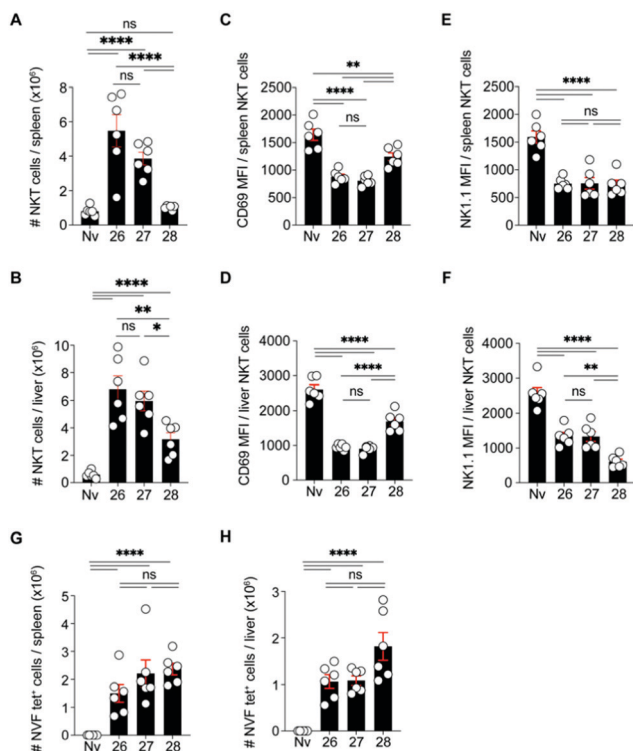 A
ns
****
****
ns
# NKT cells / spleen (x10⁶)
8
6
4
2
0
Nv 26 27 28
C
**
****
ns
CD69 MFI / spleen NKT cells
2500
2000
1500
1000
500
Nv 26 27 28
E
****
ns
NK1.1 MFI / spleen NKT cells
2500
2000
1500
1000
500
Nv 26 27 28
B
****
**
ns *
# NKT cells / liver (x10⁶)
10
8
6
4
2
0
Nv 26 27 28
D
****
****
ns
CD69 MFI / liver NKT cells
4000
3000
2000
1000
0
Nv 26 27 28
F
****
**
ns
NK1.1 MFI / liver NKT cells
4000
3000
2000
1000
0
Nv 26 27 28
G
****
ns
# NVF tet⁺ cells / spleen (x10⁶)
5
4
3
2
1
0
Nv 26 27 28
H
****
ns
# NVF tet⁺ cells / liver (x10⁶)
3
2
1
0
Nv 26 27 28